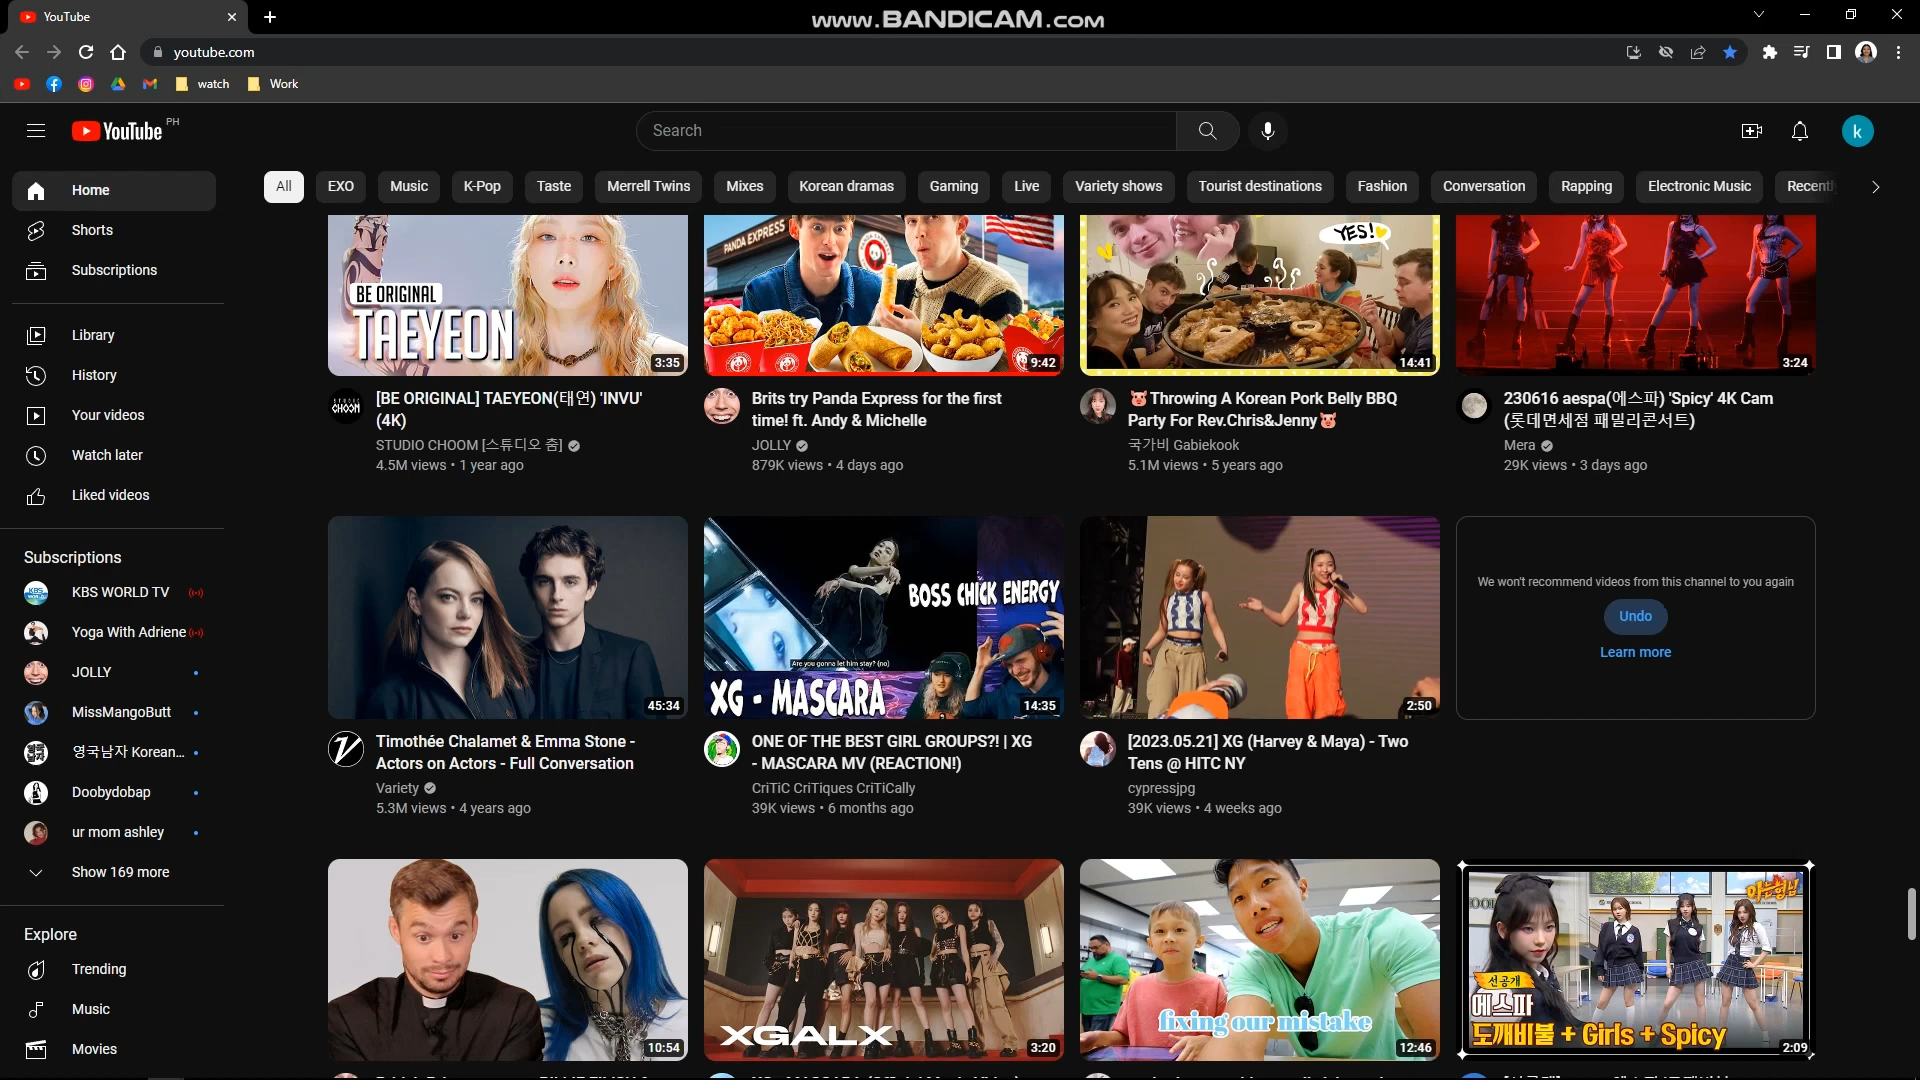 YouTube
www.BANDICAM.com
youtube.com
watch
Work
YouTube PH
Search
k
Home
Shorts
Subscriptions
Library
History
Your videos
Watch later
Liked videos
Subscriptions
KBS WORLD TV
Yoga With Adriene
JOLLY
MissMangoButt
영국남자 Korean...
Doobydobap
ur mom ashley
Show 169 more
Explore
Trending
Music
Movies
All
EXO
Music
K-Pop
Taste
Merrell Twins
Mixes
Korean dramas
Gaming
Live
Variety shows
Tourist destinations
Fashion
Conversation
Rapping
Electronic Music
BE ORIGINAL
TAEYEON
3:35
PANDA EXPRESS
9:42
YES!
14:41
3:24
STUDIO
CHOOM
[BE ORIGINAL] TAEYEON(태연) 'INVU'
(4K)
STUDIO CHOOM [스튜디오 춤]
4.5M views • 1 year ago
Brits try Panda Express for the first
time! ft. Andy & Michelle
JOLLY
879K views • 4 days ago
🐷Throwing A Korean Pork Belly BBQ
Party For Rev.Chris&Jenny🐷
국가비 Gabiekook
5.1M views • 5 years ago
230616 aespa(에스파) 'Spicy' 4K Cam
(롯데면세점 패밀리콘서트)
Mera
29K views • 3 days ago
45:34
BOSS CHICK ENERGY
Are you gonna let him stay? (no)
XG - MASCARA
14:35
2:50
We won't recommend videos from this channel to you again
Undo
Learn more
Timothée Chalamet & Emma Stone -
Actors on Actors - Full Conversation
Variety
5.3M views • 4 years ago
ONE OF THE BEST GIRL GROUPS?! | XG
- MASCARA MV (REACTION!)
CriTiC CriTiques CriTiCally
39K views • 6 months ago
[2023.05.21] XG (Harvey & Maya) - Two
Tens @ HITC NY
cypressjpg
39K views • 4 weeks ago
10:54
XGALX
3:20
fixing our mistake
12:46
아는형님
선공개
에스파
도깨비불 + Girls + Spicy
2:09